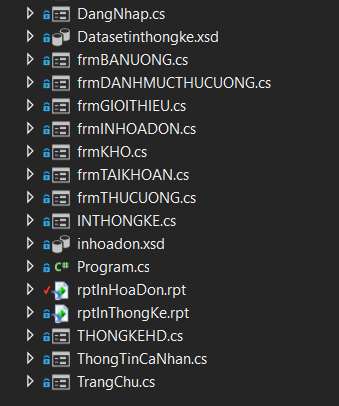 DangNhap.cs
Datasetinthongke.xsd
frmBANUONG.cs
frmDANHMUCTHUCUONG.cs
frmGIOITHIEU.cs
frmINHOADON.cs
frmKHO.cs
frmTAIKHOAN.cs
frmTHUCUONG.cs
INTHONGKE.cs
inhoadon.xsd
C# Program.cs
rptInHoaDon.rpt
rptInThongKe.rpt
THONGKEHD.cs
ThongTinCaNhan.cs
TrangChu.cs